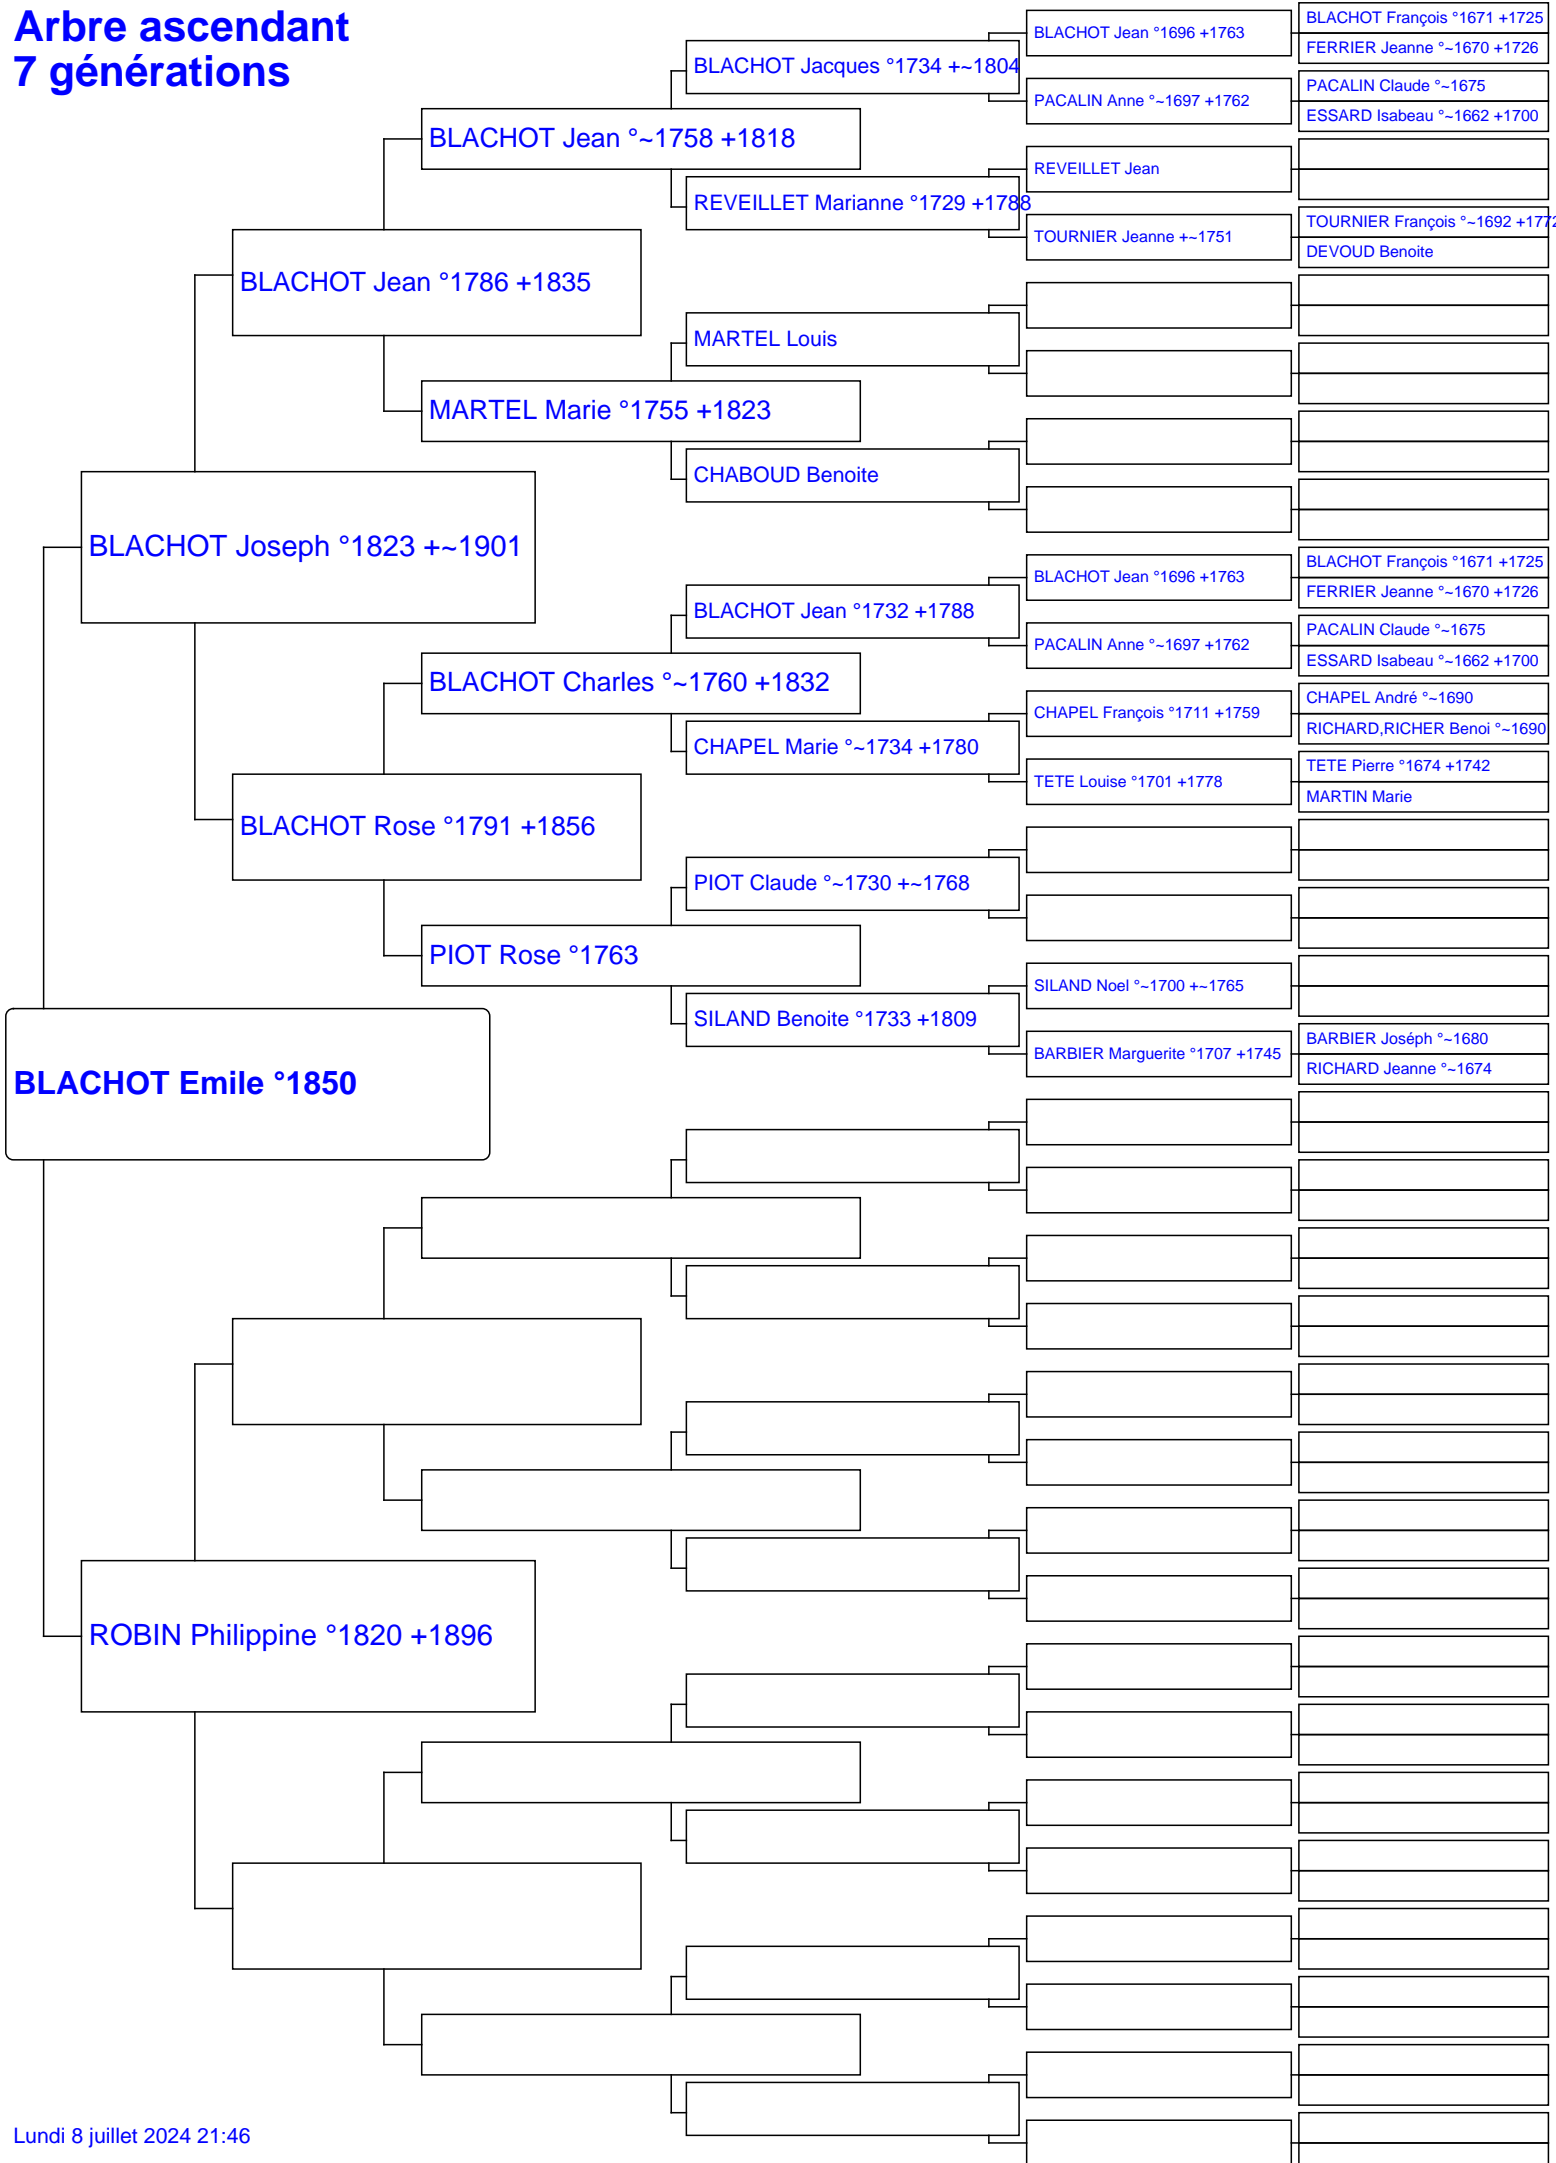 Arbre ascendant
7 générations
BLACHOT François °1671 +1725
BLACHOT Jean °1696 +1763
FERRIER Jeanne °~1670 +1726
BLACHOT Jacques °1734 +~1804
PACALIN Claude °~1675
PACALIN Anne °~1697 +1762
ESSARD Isabeau °~1662 +1700
BLACHOT Jean °~1758 +1818
REVEILLET Jean
REVEILLET Marianne °1729 +1788
TOURNIER François °~1692 +1772
TOURNIER Jeanne +~1751
DEVOUD Benoite
BLACHOT Jean °1786 +1835
MARTEL Louis
MARTEL Marie °1755 +1823
CHABOUD Benoite
BLACHOT Joseph °1823 +~1901
BLACHOT François °1671 +1725
BLACHOT Jean °1696 +1763
FERRIER Jeanne °~1670 +1726
BLACHOT Jean °1732 +1788
PACALIN Claude °~1675
PACALIN Anne °~1697 +1762
ESSARD Isabeau °~1662 +1700
BLACHOT Charles °~1760 +1832
CHAPEL André °~1690
CHAPEL François °1711 +1759
RICHARD,RICHER Benoi °~1690
CHAPEL Marie °~1734 +1780
TETE Pierre °1674 +1742
TETE Louise °1701 +1778
MARTIN Marie
BLACHOT Rose °1791 +1856
PIOT Claude °~1730 +~1768
PIOT Rose °1763
SILAND Noel °~1700 +~1765
SILAND Benoite °1733 +1809
BARBIER Joséph °~1680
BARBIER Marguerite °1707 +1745
RICHARD Jeanne °~1674
BLACHOT Emile °1850
ROBIN Philippine °1820 +1896
Lundi 8 juillet 2024 21:46